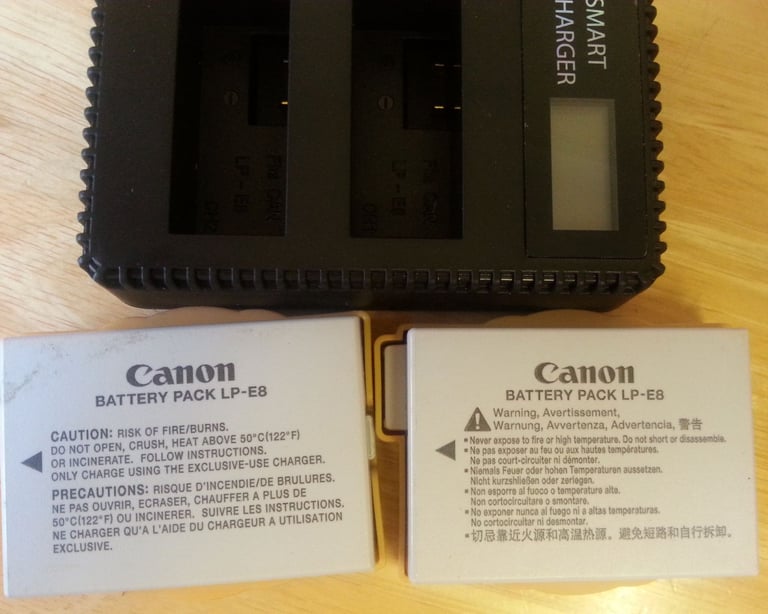 SMART
HARGER
LP-E8
CH2
LP-E8
CH1
Canon
BATTERY PACK LP-E8
CAUTION: RISK OF FIRE/BURNS.
DO NOT OPEN, CRUSH, HEAT ABOVE 50°C(122°F)
OR INCINERATE. FOLLOW INSTRUCTIONS.
ONLY CHARGE USING THE EXCLUSIVE-USE CHARGER.
PRECAUTIONS: RISQUE D'INCENDIE/DE BRULURES.
NE PAS OUVRIR, ECRASER, CHAUFFER A PLUS DE
50°C(122°F) OU INCINERER. SUIVRE LES INSTRUCTIONS.
NE CHARGER QU'A L'AIDE DU CHARGEUR A UTILISATION
EXCLUSIVE.
Canon
BATTERY PACK LP-E8
Warning, Avertissement,
Warnung, Avvertenza, Advertencia, 警告
Never expose to fire or high temperature. Do not short or disassemble.
Ne pas exposer au feu ou aux hautes températures.
Ne pas court-circuiter ni démonter.
Niemals Feuer oder hohen Temperaturen aussetzen.
Nicht kurzshließen oder zerlegen.
Non esporre al fuoco o temperature alte.
Non cortocircuitare o smontare.
No exponer nunca al fuego ni a altas temperaturas.
No cortocircuitar ni desmontar.
切忌靠近火源和高温热源。避免短路和自行拆卸。